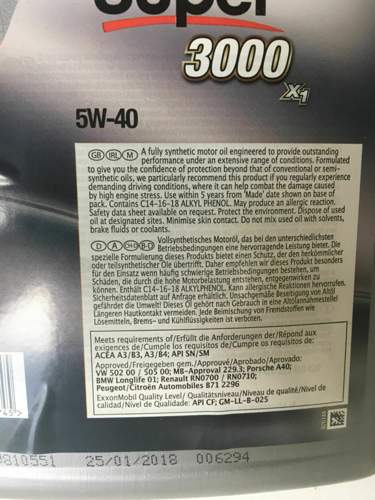 Super
3000
x1
5W-40
GB IRL M A fully synthetic motor oil engineered to provide outstanding
performance under an extensive range of conditions. Formulated
to give you the confidence of protection beyond that of conventional or semi-
synthetic oils, we particularly recommend this product if you regularly experience
demanding driving conditions, where it can help combat the damage caused
by high engine stress. Use within 5 years from 'Made' date shown on base of
pack. Contains C14-16-18 ALKYL PHENOL. May produce an allergic reaction.
Safety data sheet available on request. Protect the environment. Dispose of used
oil at designated sites. Minimise skin contact. Do not mix used oil with solvents,
brake fluids or coolants.
D A CH-D B-D Vollsynthetisches Motoröl, das bei den unterschiedlichsten
Betriebsbedingungen eine hervorragende Leistung bietet. Die
spezielle Formulierung dieses Produkts bietet einen Schutz, der den herkömmlicher
oder teilsynthetischer Öle übertrifft. Daher empfehlen wir dieses Produkt besonders
für den Einsatz wenn häufig schwierige Betriebsbedingungen bestehen, um
Schäden, die durch die hohe Motorbelastung entstehen, entgegenwirken zu
können. Enthält C14-16-18 ALKYLPHENOL. Kann allergische Reaktionen hervorrufen.
Sicherheitsdatenblatt auf Anfrage erhältlich. Unsachgemäße Beseitigung von Altöl
gefährdet die Umwelt! Dieses Öl gehört nach Gebrauch in eine Altölannahmestelle!
Längeren Hautkontakt vermeiden. Jede Beimischung von Fremdstoffen wie
Lösemitteln, Brems- und Kühlflüssigkeiten ist verboten.
Meets requirements of/Erfüllt die Anforderungen der/Répond aux
exigences de/Cumple los requisitos de/Cumple os requisitos de:
ACEA A3/B3, A3/B4; API SN/SM
Approved/Freigegeben gem./Approuvé/Aprobado/Aprovado:
VW 502 00 / 505 00; MB-Approval 229.3; Porsche A40;
BMW Longlife 01; Renault RN0700 / RN0710;
Peugeot/Citroën Automobiles B71 2296
ExxonMobil Quality Level/ Qualitätsniveau/Niveau de qualité/Nivel de
calidad/Nível de Qualidade: API CF; GM-LL-B-025
810551 25/01/2018 006294